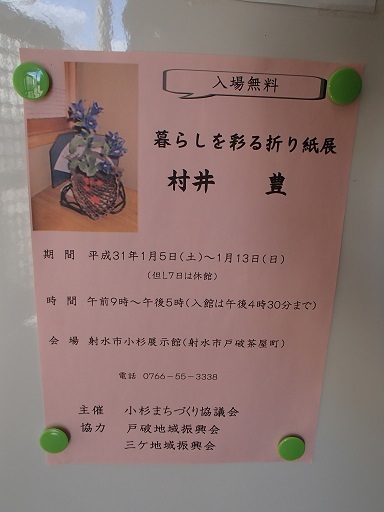 入場無料
暮らしを彩る折り紙展
村井　豊
期　間　平成31年1月5日(土)～1月13日(日)
(但し7日は休館)
時　間　午前9時～午後5時(入館は午後4時30分まで)
会　場　射水市小杉展示館(射水市戸破茶屋町)
電話　0766－55－3338
主催　小杉まちづくり協議会
協力　戸破地域振興会
三ケ地域振興会